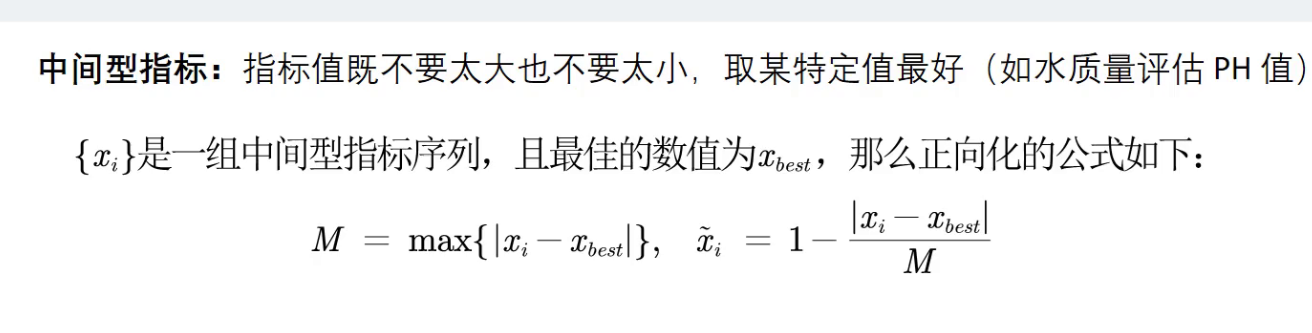 中间型指标：指标值既不要太大也不要太小，取某特定值最好（如水质量评估 PH 值）
{x_i}是一组中间型指标序列，且最佳的数值为x_{best}，那么正向化的公式如下：
M = max{|x_i − x_{best}|}, x̃_i = 1 − \frac{|x_i − x_{best}|}{M}